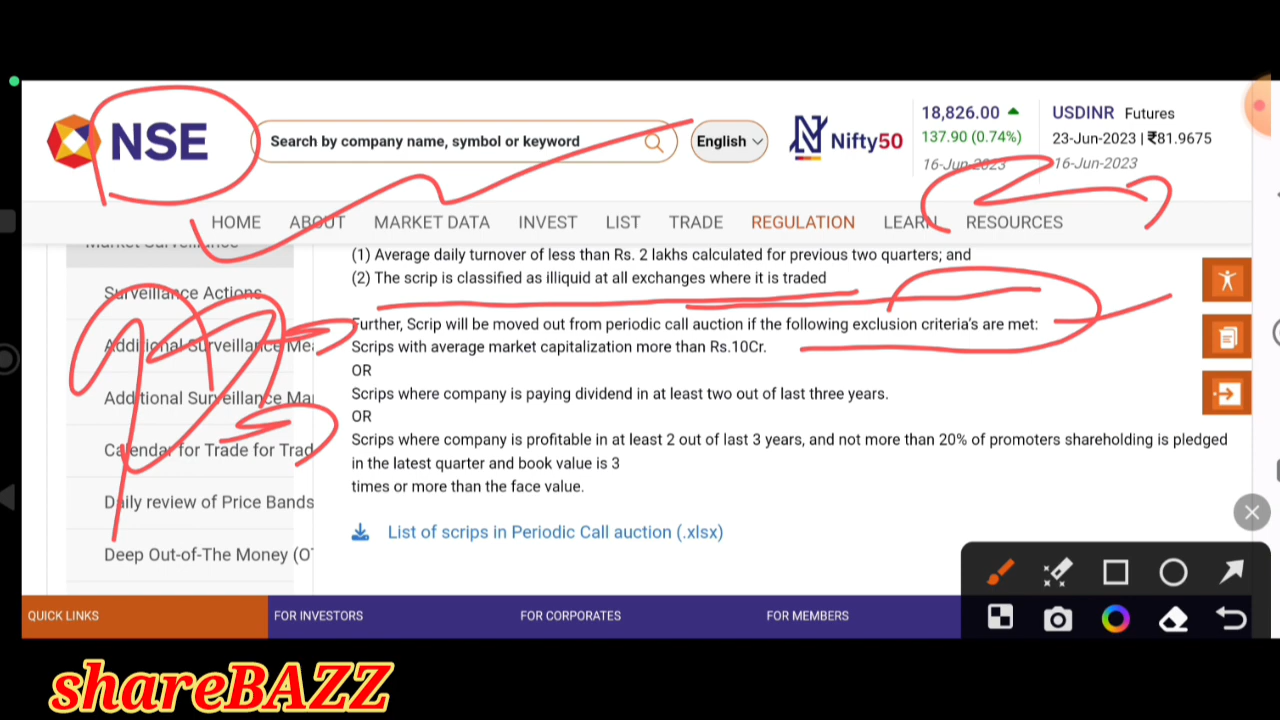 NSE
Search by company name, symbol or keyword
English
Nifty50
18,826.00
137.90 (0.74%)
16-Jun-2023
USDINR Futures
23-Jun-2023 | ₹81.9675
16-Jun-2023
HOME ABOUT MARKET DATA INVEST LIST TRADE REGULATION LEARN RESOURCES
Market Surveillance
Surveillance Actions
Additional Surveillance Mea
Additional Surveillance Mar
Calendar for Trade for Trad
Daily review of Price Bands
Deep Out-of-The Money (OT
(1) Average daily turnover of less than Rs. 2 lakhs calculated for previous two quarters; and
(2) The scrip is classified as illiquid at all exchanges where it is traded
Further, Scrip will be moved out from periodic call auction if the following exclusion criteria's are met:
Scrips with average market capitalization more than Rs.10Cr.
OR
Scrips where company is paying dividend in at least two out of last three years.
OR
Scrips where company is profitable in at least 2 out of last 3 years, and not more than 20% of promoters shareholding is pledged
in the latest quarter and book value is 3
times or more than the face value.
List of scrips in Periodic Call auction (.xlsx)
QUICK LINKS FOR INVESTORS FOR CORPORATES FOR MEMBERS
shareBAZZ